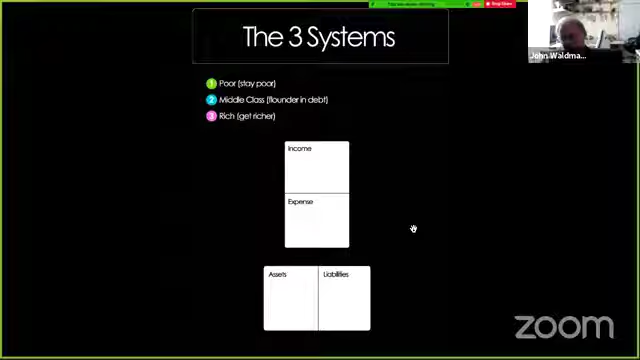 The 3 Systems
1 Poor (stay poor)
2 Middle Class (flounder in debt)
3 Rich (get richer)
Income
Expense
Assets Liabilities
John Waldma...
zoom